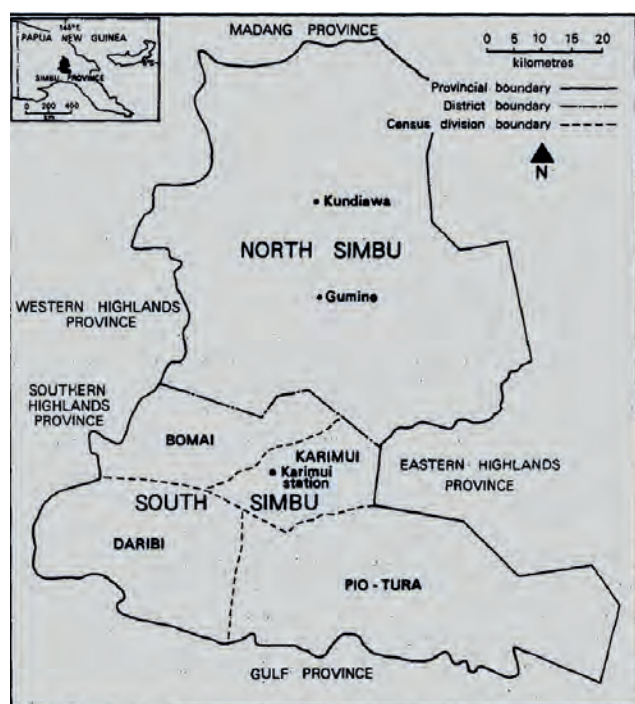 145°E
PAPUA NEW GUINEA
SIMBU PROVINCE
0 200 400
km
MADANG PROVINCE
0 5 10 15 20
kilometres
Provincial boundary
District boundary
Census division boundary
N
Kundiawa
NORTH SIMBU
Gumine
WESTERN HIGHLANDS
PROVINCE
SOUTHERN
HIGHLANDS
PROVINCE
BOMAI
KARIMUI
Karimui
station
EASTERN HIGHLANDS
PROVINCE
SOUTH SIMBU
DARIBI
PIO - TURA
GULF PROVINCE